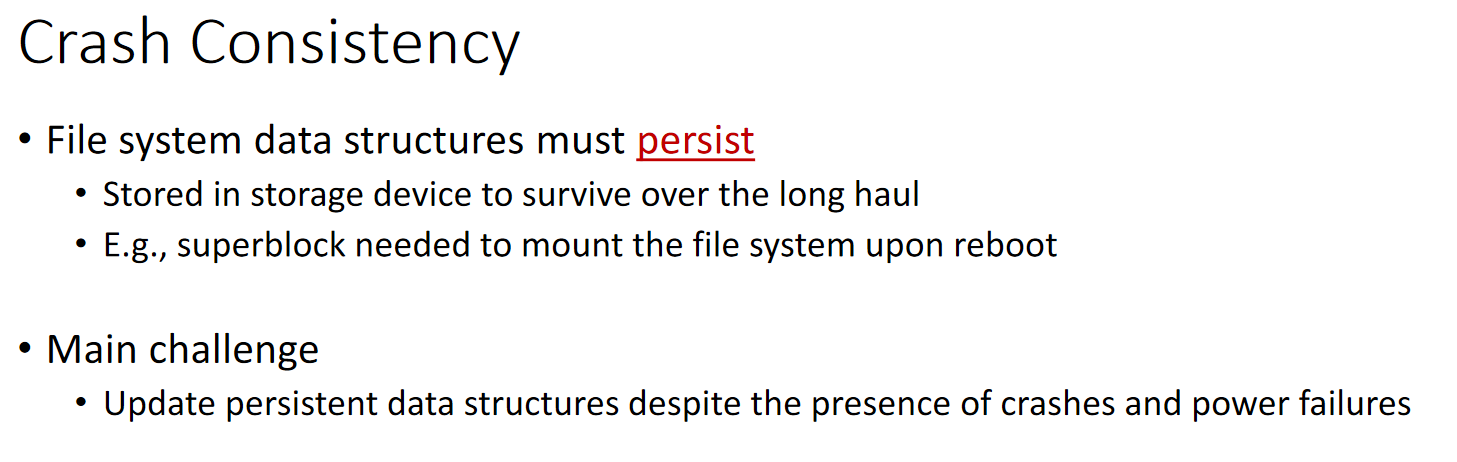 Crash Consistency
• File system data structures must persist
• Stored in storage device to survive over the long haul
• E.g., superblock needed to mount the file system upon reboot
• Main challenge
• Update persistent data structures despite the presence of crashes and power failures